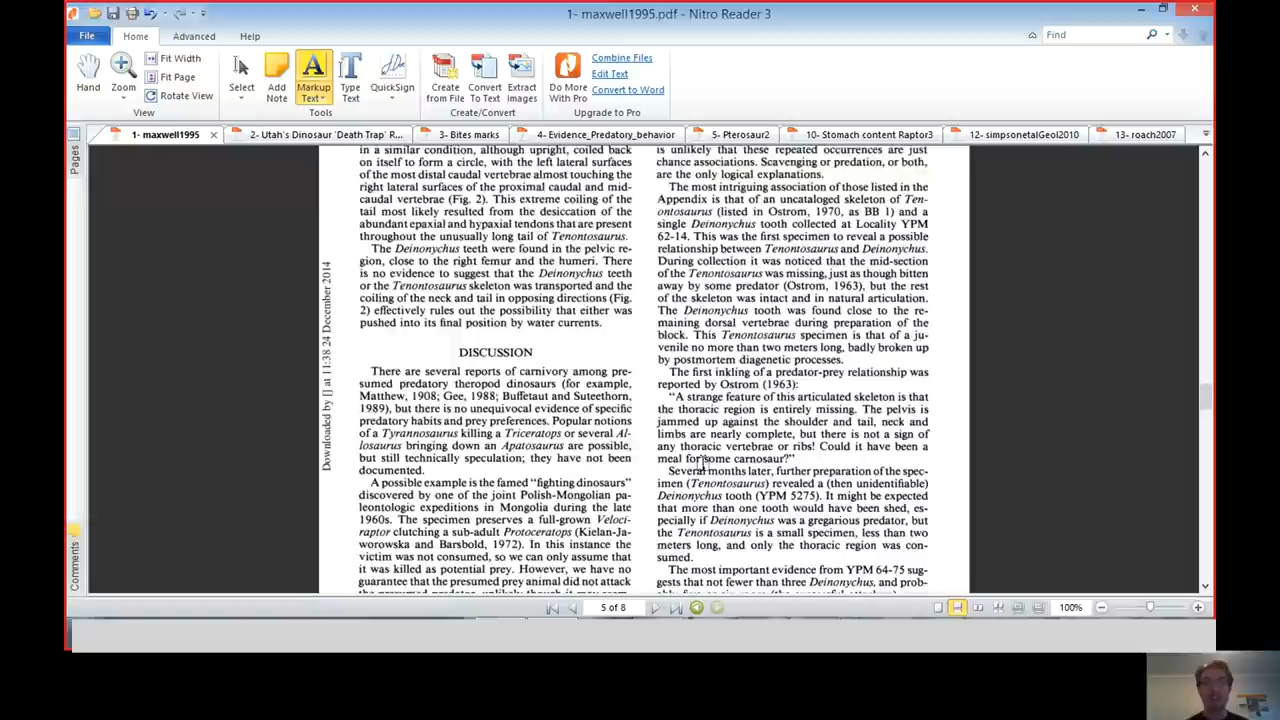 1- maxwell1995.pdf - Nitro Reader 3
File
Home
Advanced
Help
Find
Hand
Zoom
Fit Width
Fit Page
Rotate View
View
Select
Add
Note
Markup
Text
Type
Text
QuickSign
Tools
Create
from File
Convert
To Text
Extract
Images
Create/Convert
Do More
With Pro
Combine Files
Edit Text
Convert to Word
Upgrade to Pro
1- maxwell1995
2- Utah's Dinosaur 'Death Trap' R...
3- Bites marks
4- Evidence_Predatory_behavior
5- Pterosaur2
10- Stomach content Raptor3
12- simpsonetalGeol2010
13- roach2007
Pages
Comments
Downloaded by [] at 11:38 24 December 2014
in a similar condition, although upright, coiled back
on itself to form a circle, with the left lateral surfaces
of the most distal caudal vertebrae almost touching the
right lateral surfaces of the proximal caudal and mid-
caudal vertebrae (Fig. 2). This extreme coiling of the
tail most likely resulted from the desiccation of the
abundant epaxial and hypaxial tendons that are present
throughout the unusually long tail of Tenontosaurus.
The Deinonychus teeth were found in the pelvic re-
gion, close to the right femur and the humeri. There
is no evidence to suggest that the Deinonychus teeth
or the Tenontosaurus skeleton was transported and the
coiling of the neck and tail in opposing directions (Fig.
2) effectively rules out the possibility that either was
pushed into its final position by water currents.
DISCUSSION
There are several reports of carnivory among pre-
sumed predatory theropod dinosaurs (for example,
Matthew, 1908; Gee, 1988; Buffetaut and Suteethorn,
1989), but there is no unequivocal evidence of specific
predatory habits and prey preferences. Popular notions
of a Tyrannosaurus killing a Triceratops or several Al-
losaurus bringing down an Apatosaurus are possible,
but still technically speculation; they have not been
documented.
A possible example is the famed "fighting dinosaurs"
discovered by one of the joint Polish-Mongolian pa-
leontologic expeditions in Mongolia during the late
1960s. The specimen preserves a full-grown Veloci-
raptor clutching a sub-adult Protoceratops (Kielan-Ja-
worowska and Barsbold, 1972). In this instance the
victim was not consumed, so we can only assume that
it was killed as potential prey. However, we have no
guarantee that the presumed prey animal did not attack
is unlikely that these repeated occurrences are just
chance associations. Scavenging or predation, or both,
are the only logical explanations.
The most intriguing association of those listed in the
Appendix is that of an uncataloged skeleton of Ten-
ontosaurus (listed in Ostrom, 1970, as BB 1) and a
single Deinonychus tooth collected at Locality YPM
62-14. This was the first specimen to reveal a possible
relationship between Tenontosaurus and Deinonychus.
During collection it was noticed that the mid-section
of the Tenontosaurus was missing, just as though bitten
away by some predator (Ostrom, 1963), but the rest
of the skeleton was intact and in natural articulation.
The Deinonychus tooth was found close to the re-
maining dorsal vertebrae during preparation of the
block. This Tenontosaurus specimen is that of a ju-
venile no more than two meters long, badly broken up
by postmortem diagenetic processes.
The first inkling of a predator-prey relationship was
reported by Ostrom (1963):
"A strange feature of this articulated skeleton is that
the thoracic region is entirely missing. The pelvis is
jammed up against the shoulder and tail, neck and
limbs are nearly complete, but there is not a sign of
any thoracic vertebrae or ribs! Could it have been a
meal for some carnosaur?"
Several months later, further preparation of the spec-
imen (Tenontosaurus) revealed a (then unidentifiable)
Deinonychus tooth (YPM 5275). It might be expected
that more than one tooth would have been shed, es-
pecially if Deinonychus was a gregarious predator, but
the Tenontosaurus is a small specimen, less than two
meters long, and only the thoracic region was con-
sumed.
The most important evidence from YPM 64-75 sug-
gests that not fewer than three Deinonychus, and prob-
5 of 8
100%